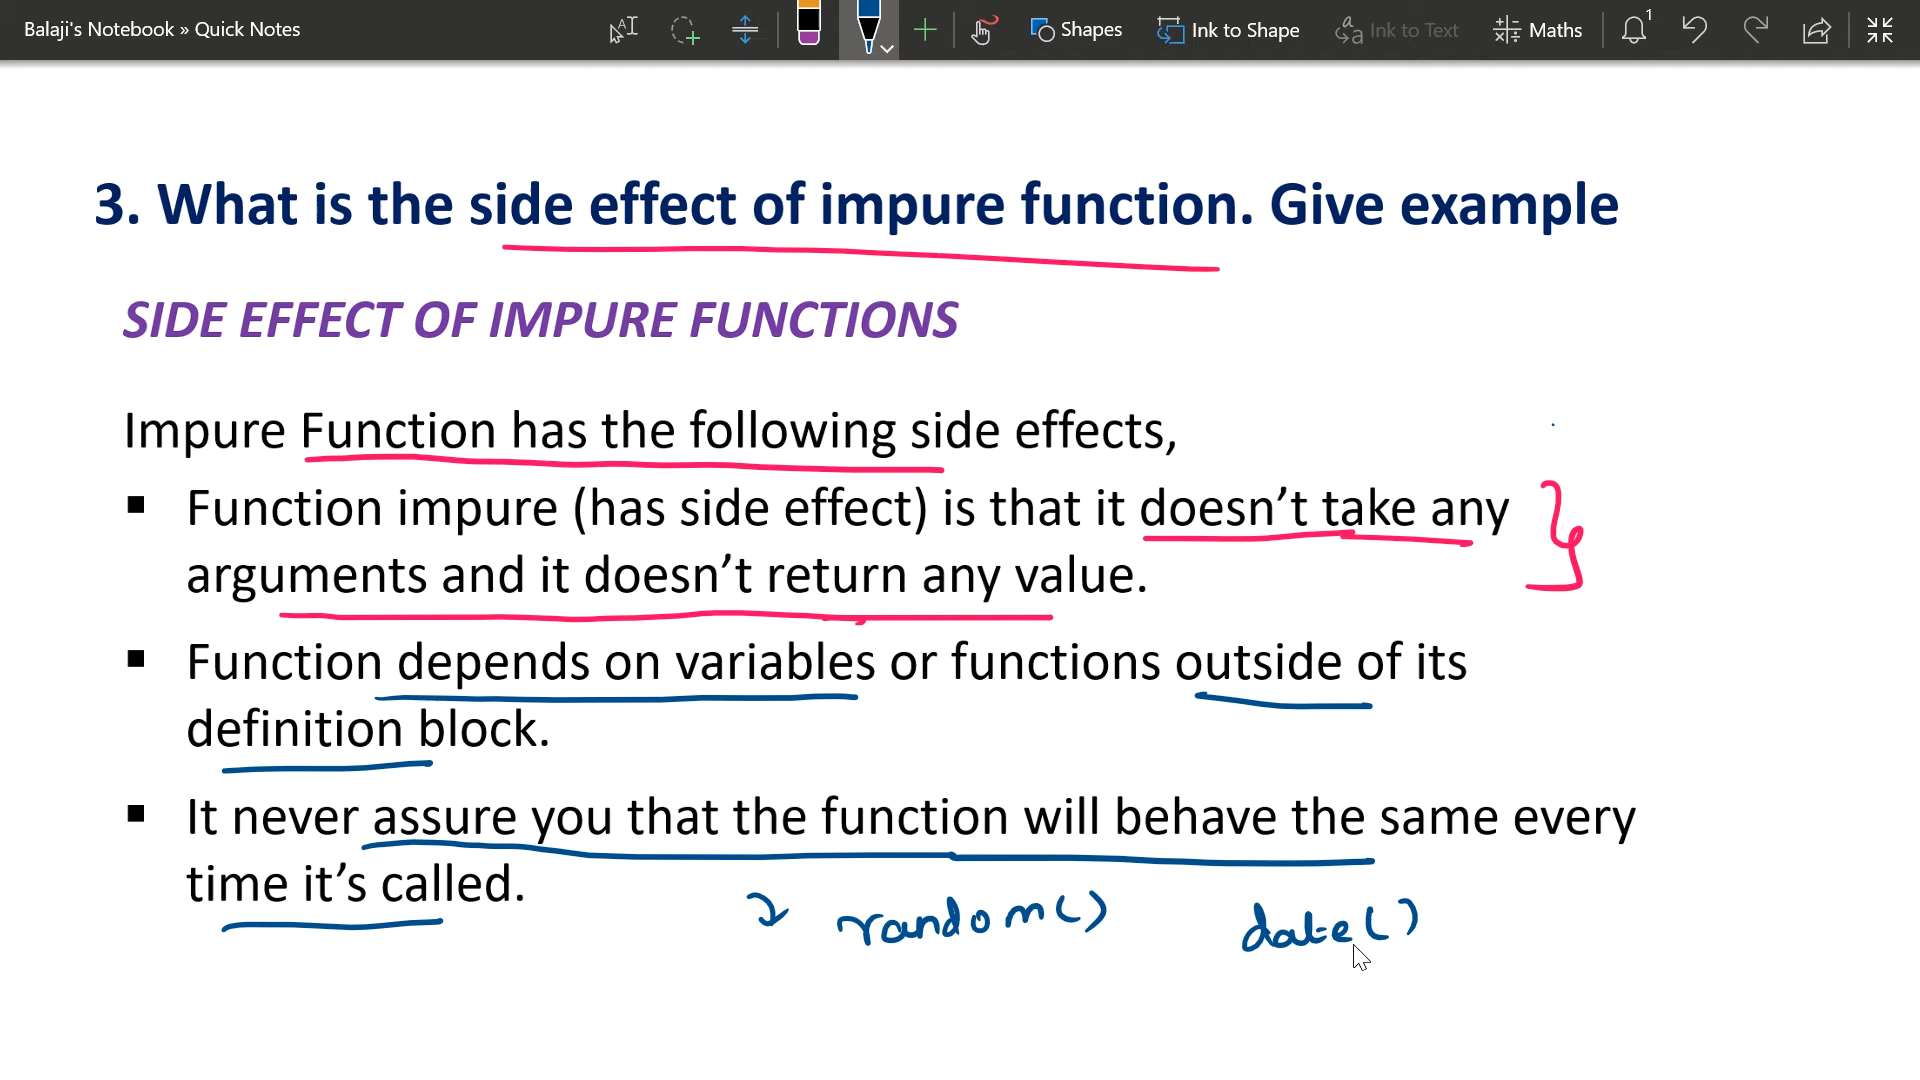 Balaji's Notebook » Quick Notes
Shapes
Ink to Shape
Ink to Text
Maths
1
3. What is the side effect of impure function. Give example
SIDE EFFECT OF IMPURE FUNCTIONS
Impure Function has the following side effects,
▪ Function impure (has side effect) is that it doesn’t take any
arguments and it doesn’t return any value.
▪ Function depends on variables or functions outside of its
definition block.
▪ It never assure you that the function will behave the same every
time it’s called.
random() date()